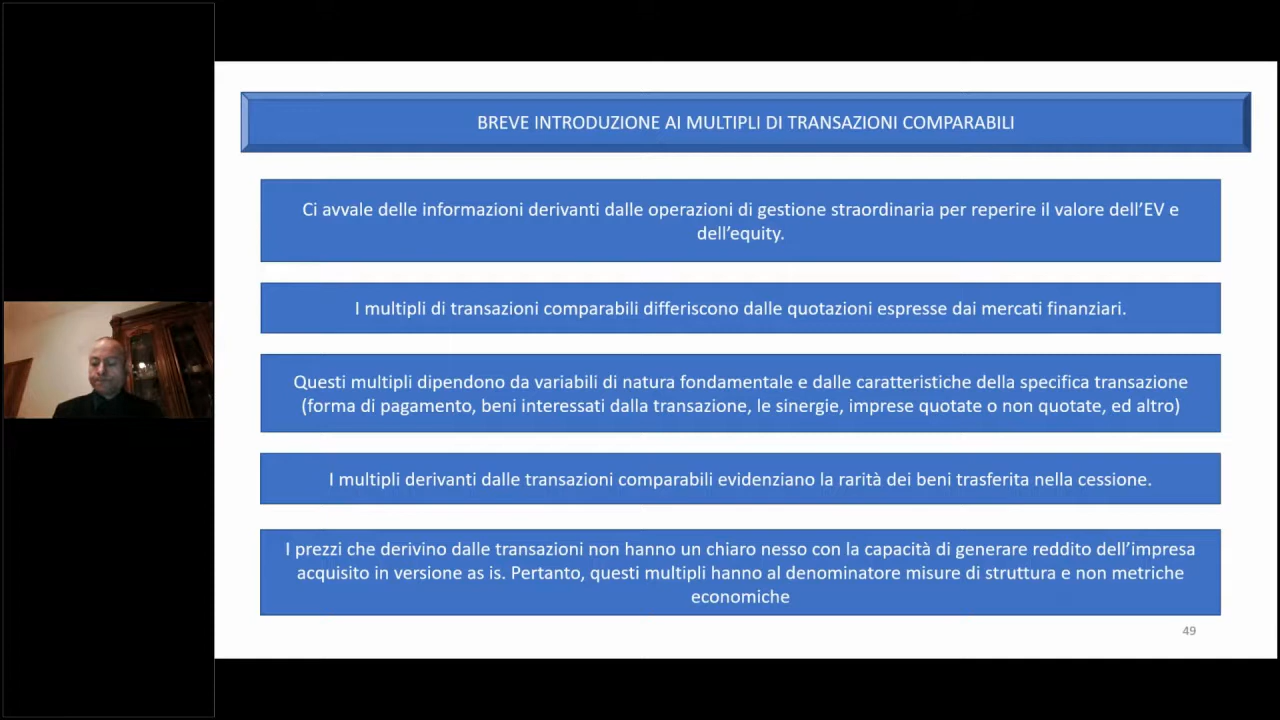 BREVE INTRODUZIONE AI MULTIPLI DI TRANSAZIONI COMPARABILI
Ci avvale delle informazioni derivanti dalle operazioni di gestione straordinaria per reperire il valore dell'EV e
dell'equity.
I multipli di transazioni comparabili differiscono dalle quotazioni espresse dai mercati finanziari.
Questi multipli dipendono da variabili di natura fondamentale e dalle caratteristiche della specifica transazione
(forma di pagamento, beni interessati dalla transazione, le sinergie, imprese quotate o non quotate, ed altro)
I multipli derivanti dalle transazioni comparabili evidenziano la rarità dei beni trasferita nella cessione.
I prezzi che derivino dalle transazioni non hanno un chiaro nesso con la capacità di generare reddito dell'impresa
acquisito in versione as is. Pertanto, questi multipli hanno al denominatore misure di struttura e non metriche
economiche
49